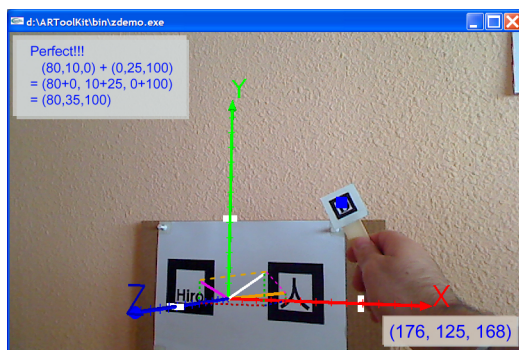 d:\ARToolKit\bin\zdemo.exe
Perfect!!!
(80,10,0) + (0,25,100)
= (80+0, 10+25, 0+100)
= (80,35,100)
Y
Z
Hiro
人
X
(176, 125, 168)